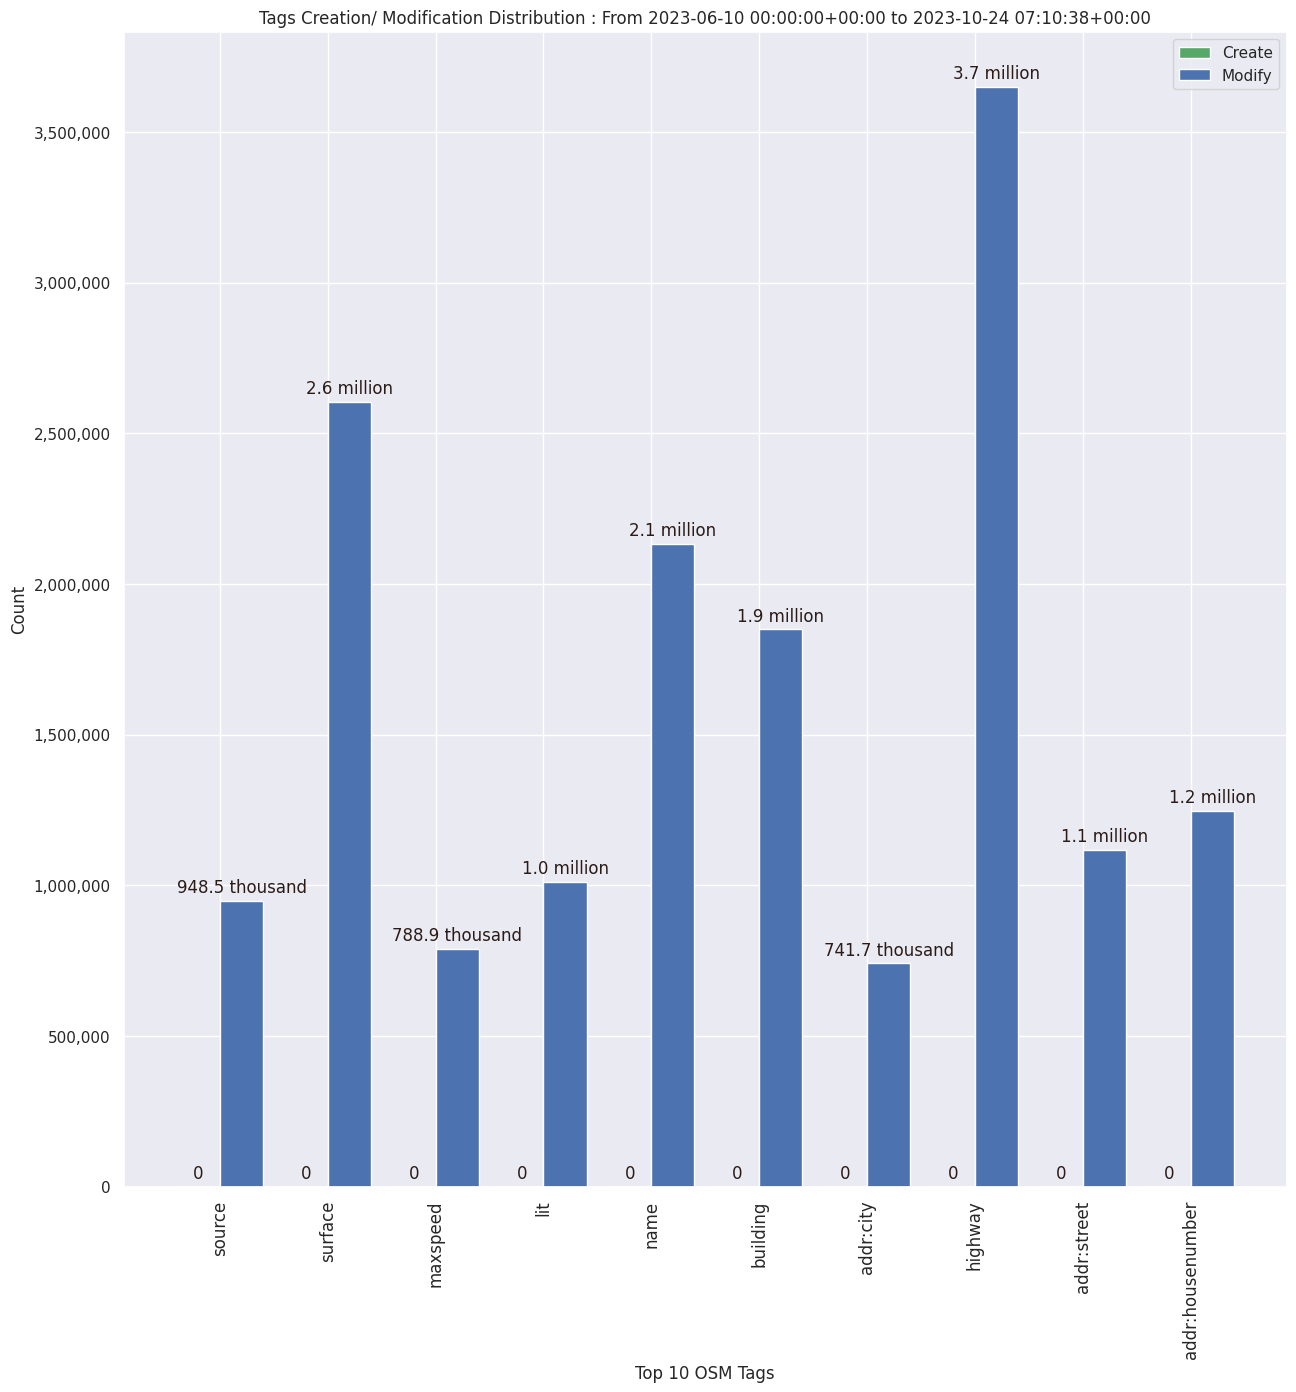 Tags Creation/ Modification Distribution : From 2023-06-10 00:00:00+00:00 to 2023-10-24 07:10:38+00:00
Create
Modify
3.7 million
3,500,000
3,000,000
2.6 million
2,500,000
2.1 million
2,000,000
1.9 million
Count
1,500,000
1.2 million
1.1 million
1.0 million
1,000,000
948.5 thousand
788.9 thousand
741.7 thousand
500,000
0 0 0 0 0 0 0 0 0 0
0
source
surface
maxspeed
lit
name
building
addr:city
highway
addr:street
addr:housenumber
Top 10 OSM Tags